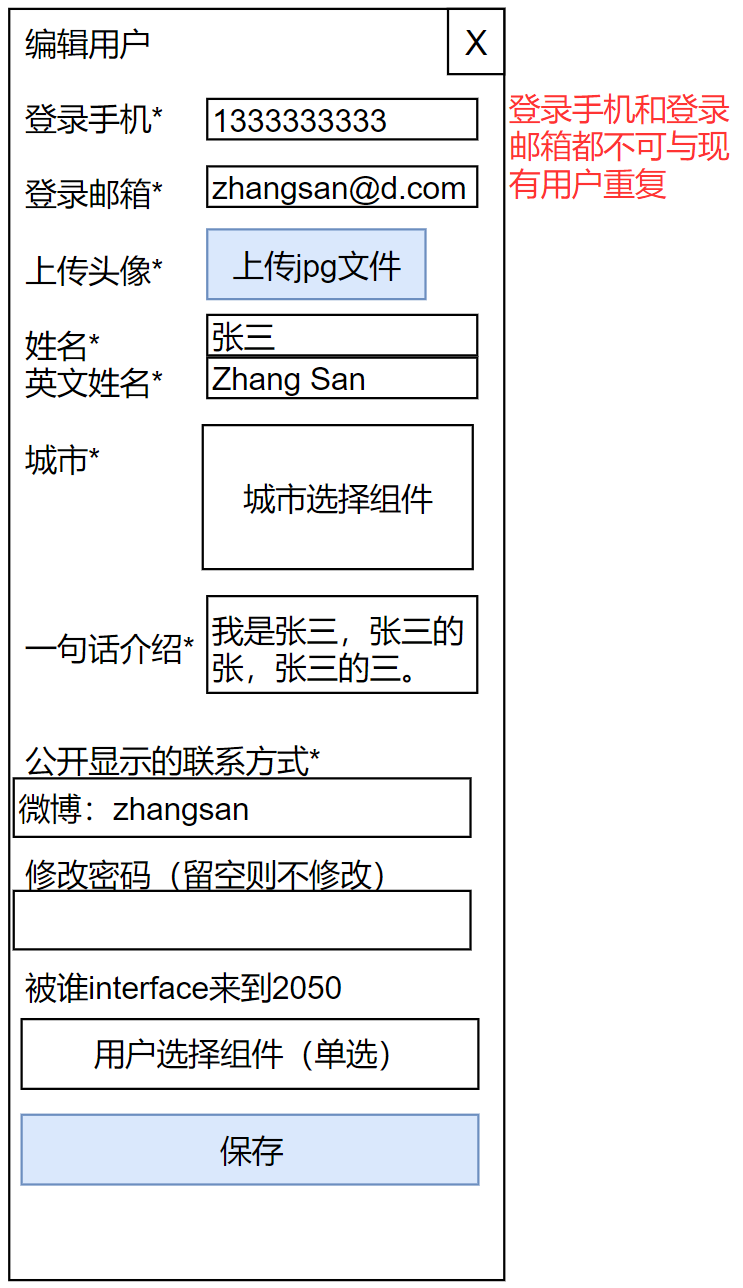 编辑用户
X
登录手机*
1333333333
登录手机和登录
邮箱都不可与现
有用户重复
登录邮箱*
zhangsan@d.com
上传头像*
上传jpg文件
姓名*
张三
英文姓名*
Zhang San
城市*
城市选择组件
一句话介绍*
我是张三，张三的
张，张三的三。
公开显示的联系方式*
微博：zhangsan
修改密码（留空则不修改）
被谁interface来到2050
用户选择组件（单选）
保存